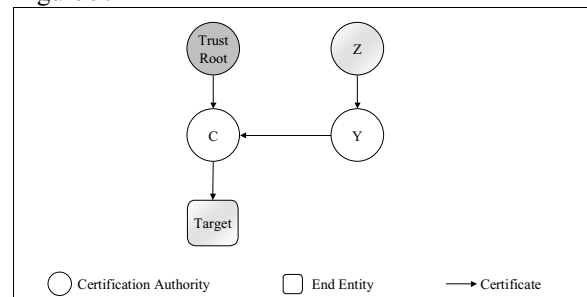 Trust
Root
Z
C
Y
Target
Certification Authority
End Entity
Certificate